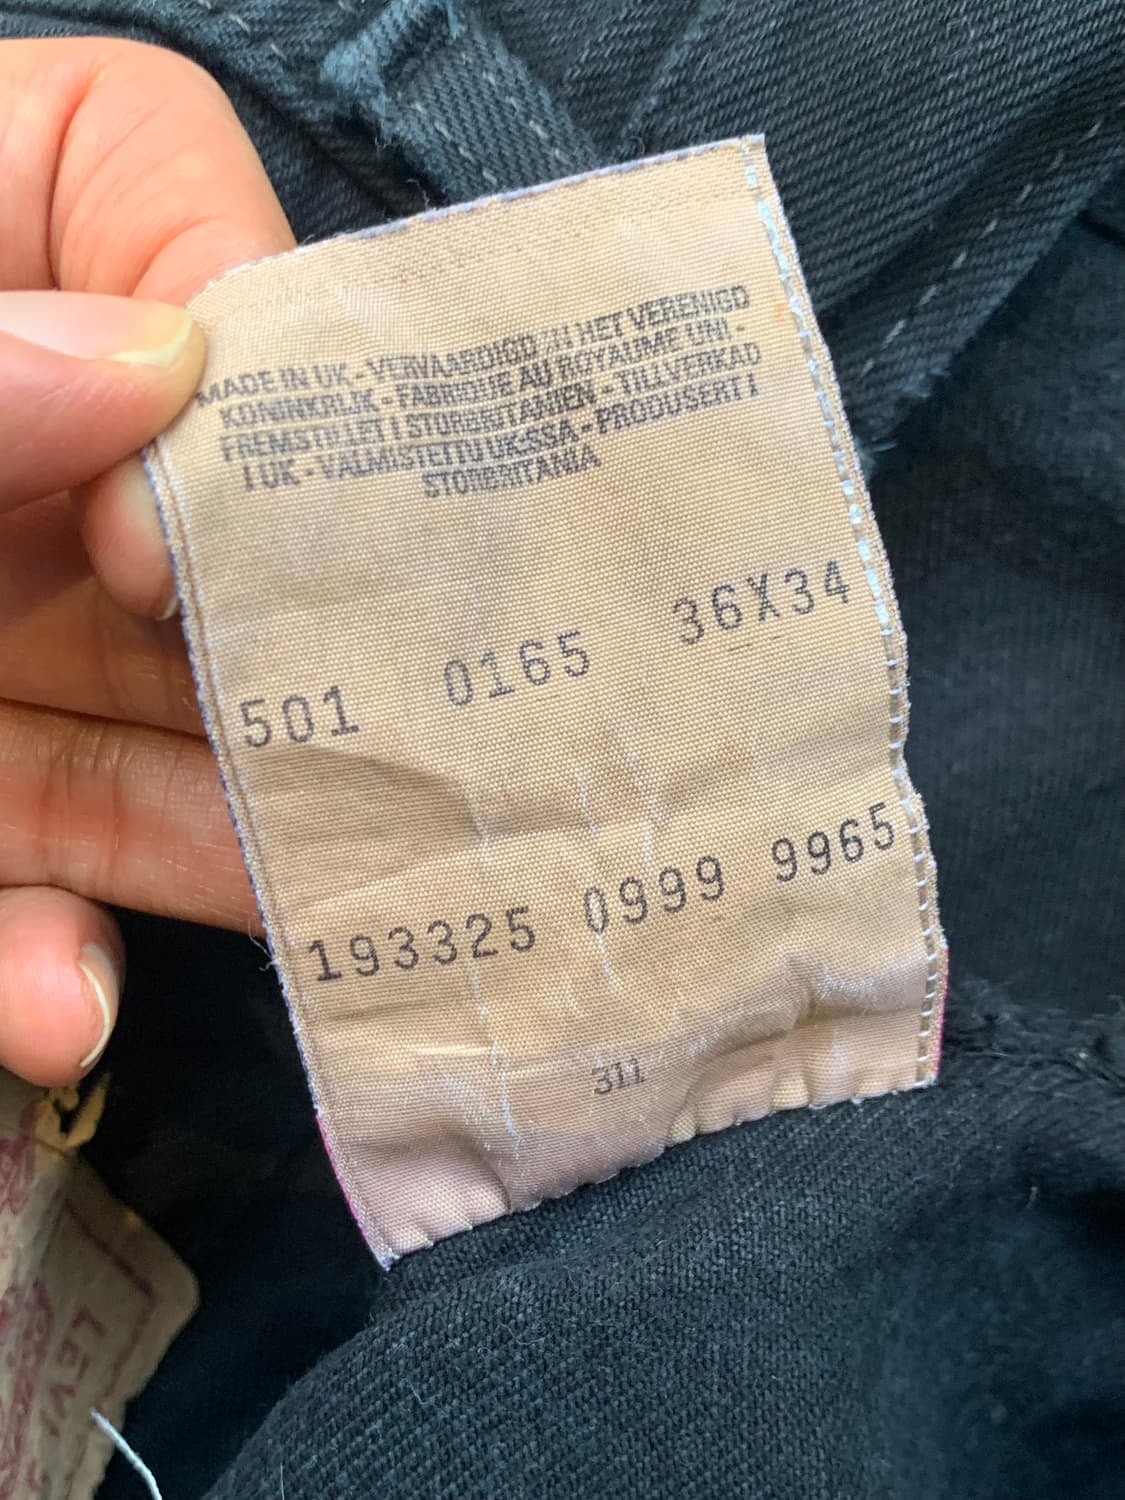 MADE IN UK - VERVAARDIGD IN HET VERENIGD
KONINKRIJK - FABRIQUE AU ROYAUME UNI -
FREMSTILLET I STORBRITANIEN - TILLVERKAD
I UK - VALMISTETTU UK:SSA - PRODUSERT I
STORBRITANIA
501 0165 36X34
193325 0999 9965
311
LEVI